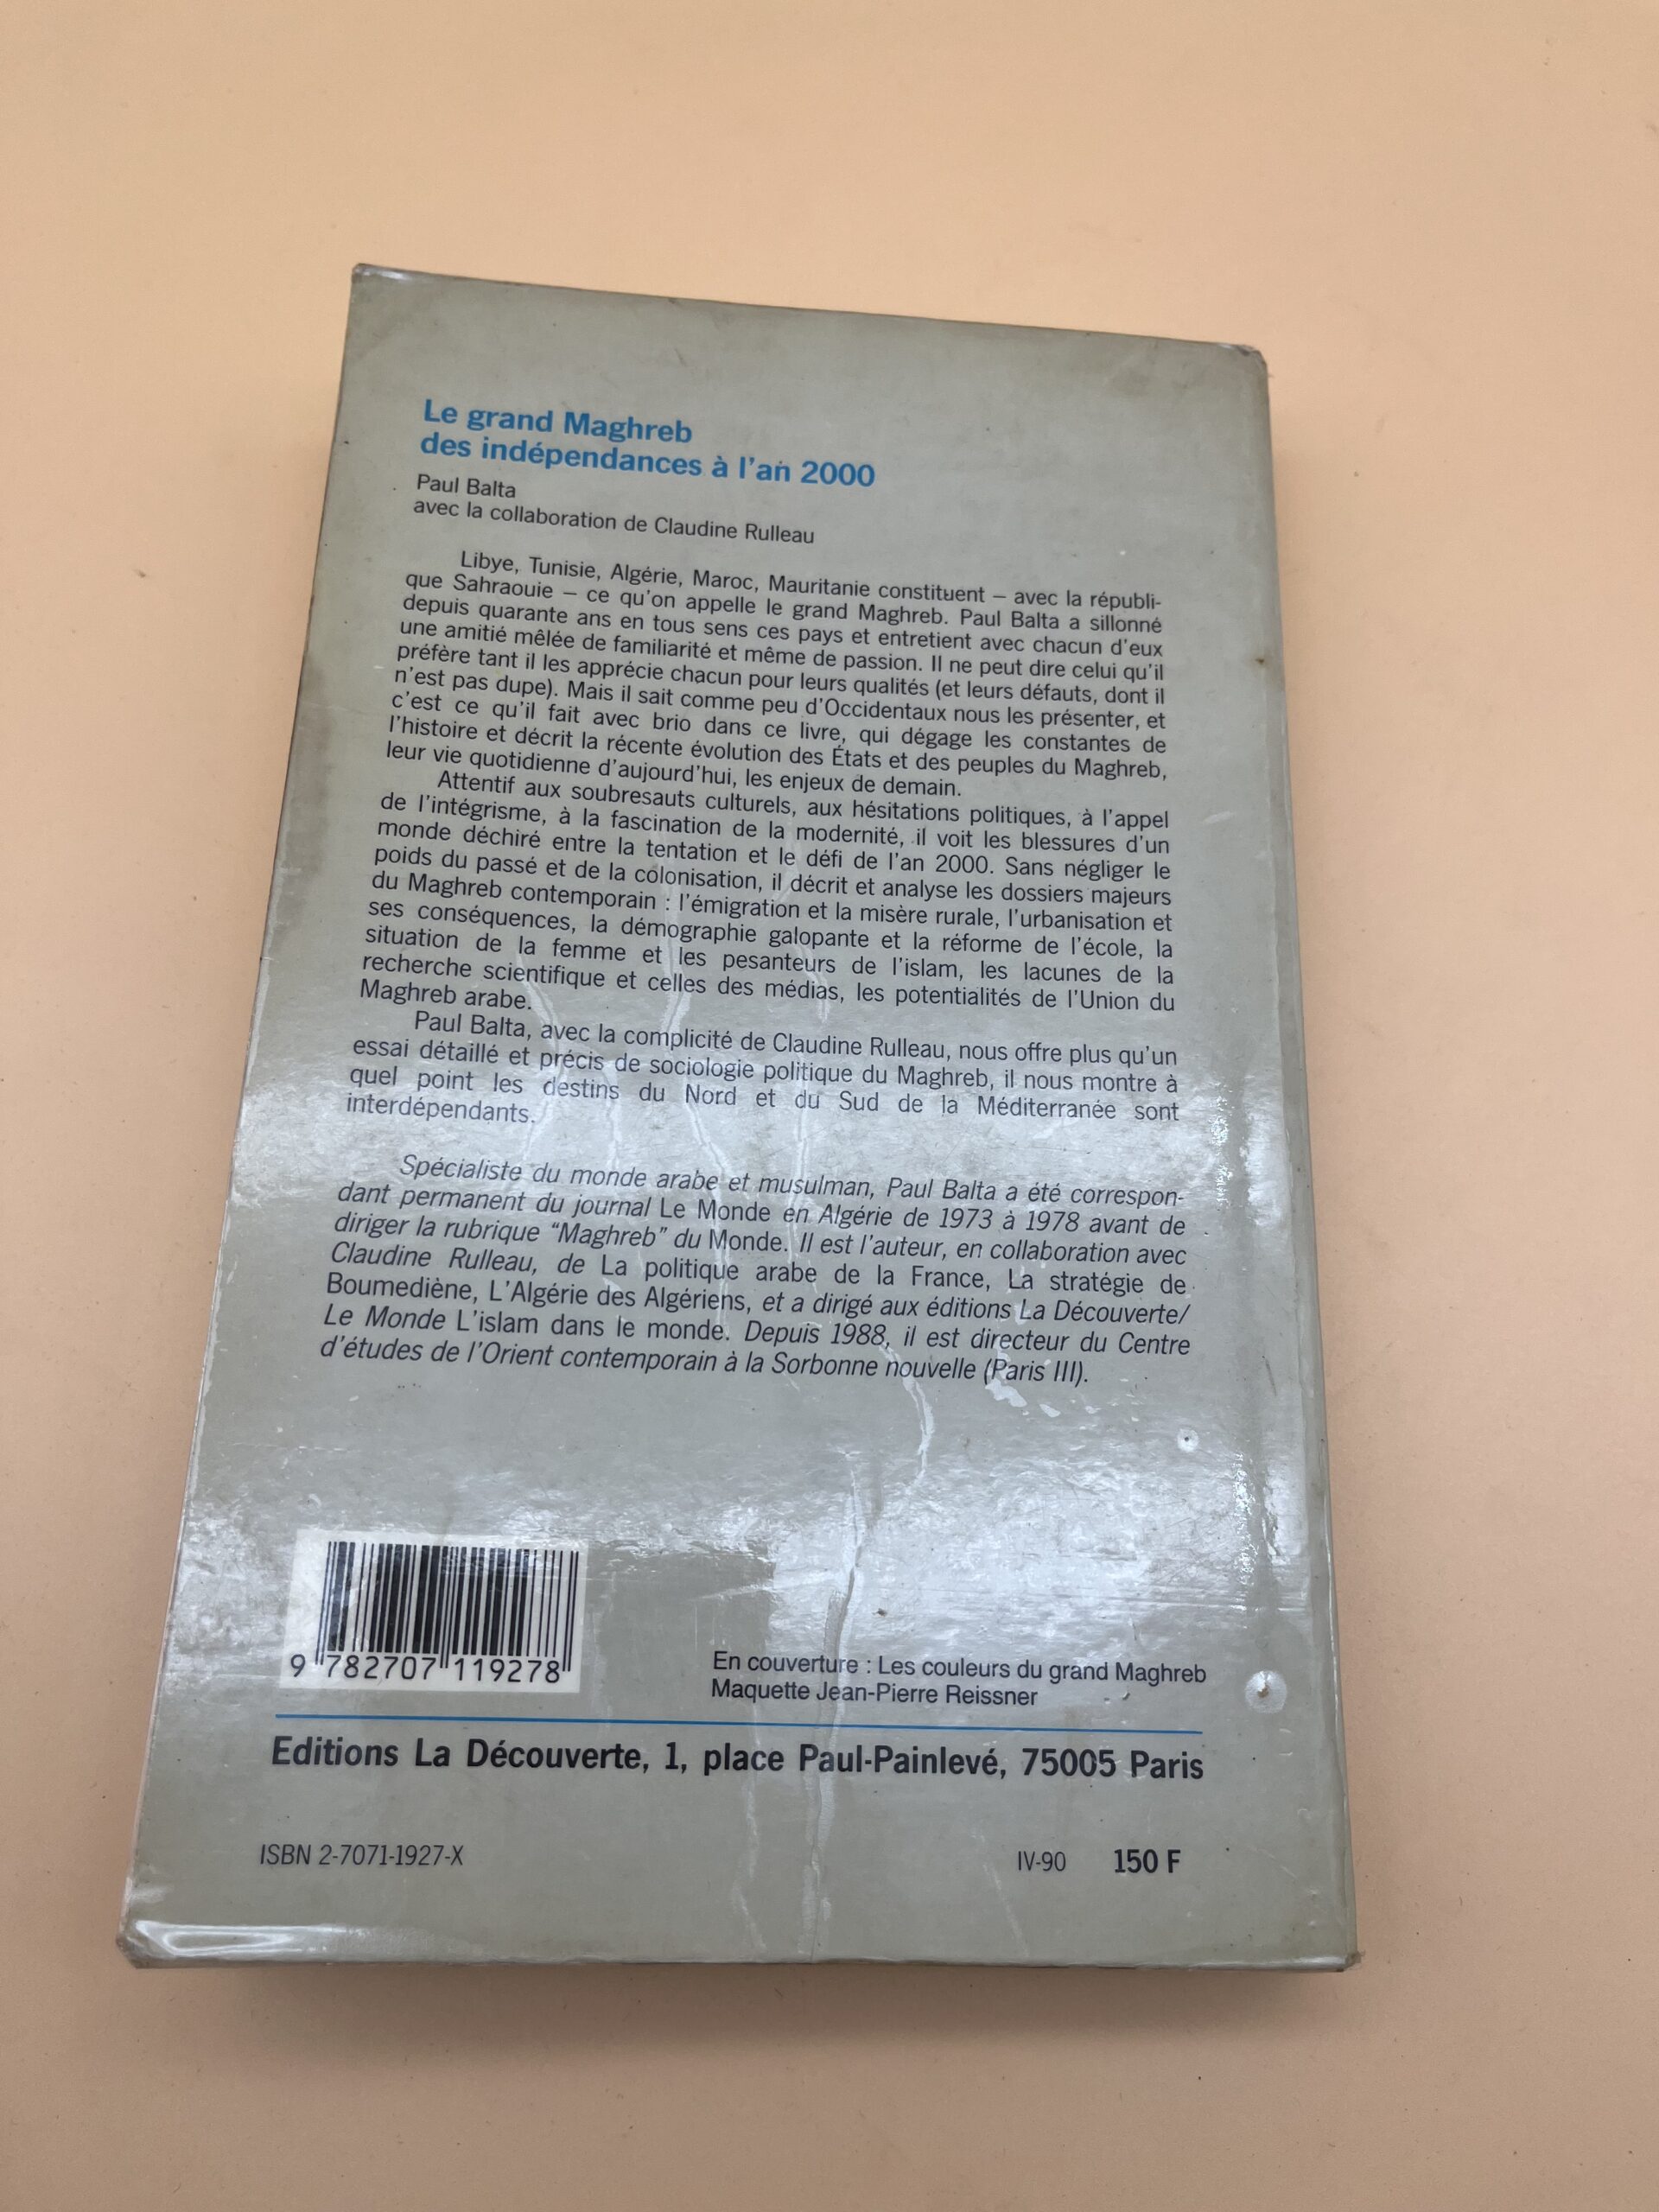 Le grand Maghreb
des indépendances à l'an 2000
Paul Balta
avec la collaboration de Claudine Rulleau
Libye, Tunisie, Algérie, Maroc, Mauritanie constituent – avec la républi-
que Sahraouie – ce qu'on appelle le grand Maghreb. Paul Balta a sillonné
depuis quarante ans en tous sens ces pays et entretient avec chacun d'eux
une amitié mêlée de familiarité et même de passion. Il ne peut dire celui qu'il
préfère tant il les apprécie chacun pour leurs qualités (et leurs défauts, dont il
n'est pas dupe). Mais il sait comme peu d'Occidentaux nous les présenter, et
c'est ce qu'il fait avec brio dans ce livre, qui dégage les constantes de
l'histoire et décrit la récente évolution des États et des peuples du Maghreb,
leur vie quotidienne d'aujourd'hui, les enjeux de demain.
Attentif aux soubresauts culturels, aux hésitations politiques, à l'appel
de l'intégrisme, à la fascination de la modernité, il voit les blessures d'un
monde déchiré entre la tentation et le défi de l'an 2000. Sans négliger le
poids du passé et de la colonisation, il décrit et analyse les dossiers majeurs
du Maghreb contemporain : l'émigration et la misère rurale, l'urbanisation et
ses conséquences, la démographie galopante et la réforme de l'école, la
situation de la femme et les pesanteurs de l'islam, les lacunes de la
recherche scientifique et celles des médias, les potentialités de l'Union du
Maghreb arabe.
Paul Balta, avec la complicité de Claudine Rulleau, nous offre plus qu'un
essai détaillé et précis de sociologie politique du Maghreb, il nous montre à
quel point les destins du Nord et du Sud de la Méditerranée sont
interdépendants.
Spécialiste du monde arabe et musulman, Paul Balta a été correspon-
dant permanent du journal Le Monde en Algérie de 1973 à 1978 avant de
diriger la rubrique "Maghreb" du Monde. Il est l'auteur, en collaboration avec
Claudine Rulleau, de La politique arabe de la France, La stratégie de
Boumediène, L'Algérie des Algériens, et a dirigé aux éditions La Découverte/
Le Monde L'islam dans le monde. Depuis 1988, il est directeur du Centre
d'études de l'Orient contemporain à la Sorbonne nouvelle (Paris III).
9 782707 119278
En couverture : Les couleurs du grand Maghreb
Maquette Jean-Pierre Reissner
Editions La Découverte, 1, place Paul-Painlevé, 75005 Paris
ISBN 2-7071-1927-X
IV-90 150 F